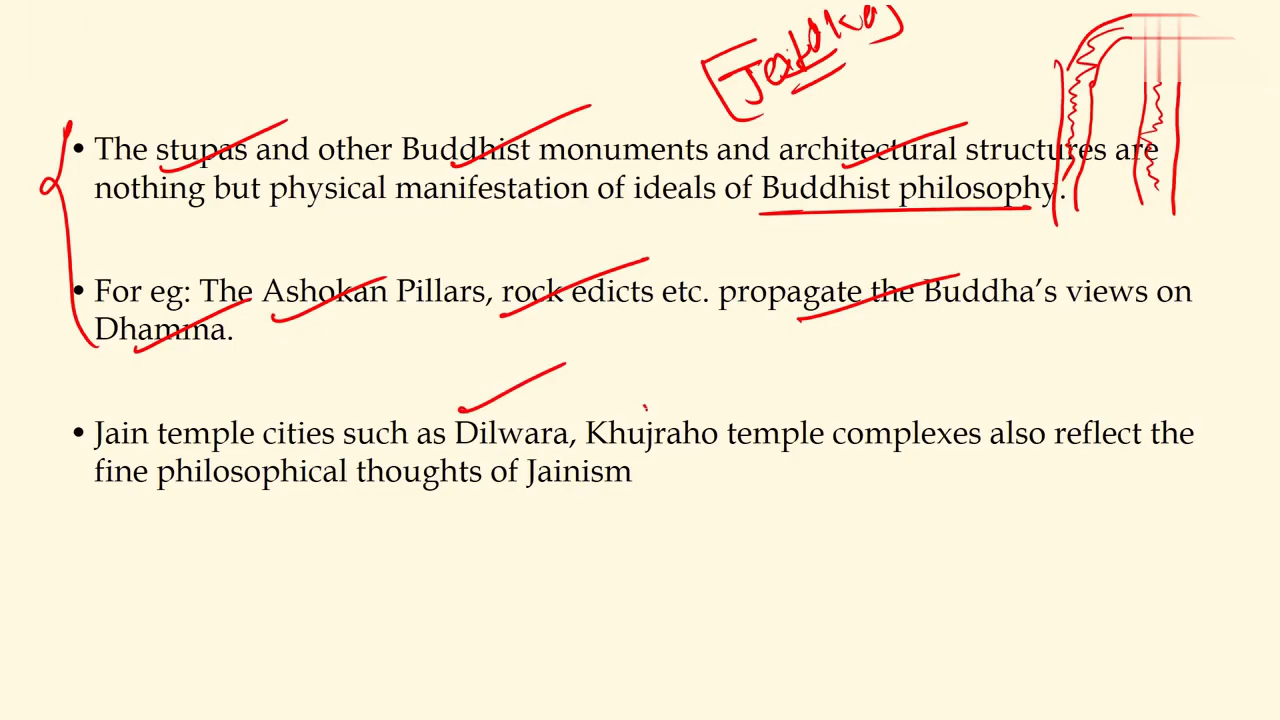 • The stupas and other Buddhist monuments and architectural structures are
nothing but physical manifestation of ideals of Buddhist philosophy.
• For eg: The Ashokan Pillars, rock edicts etc. propagate the Buddha’s views on
Dhamma.
• Jain temple cities such as Dilwara, Khujraho temple complexes also reflect the
fine philosophical thoughts of Jainism